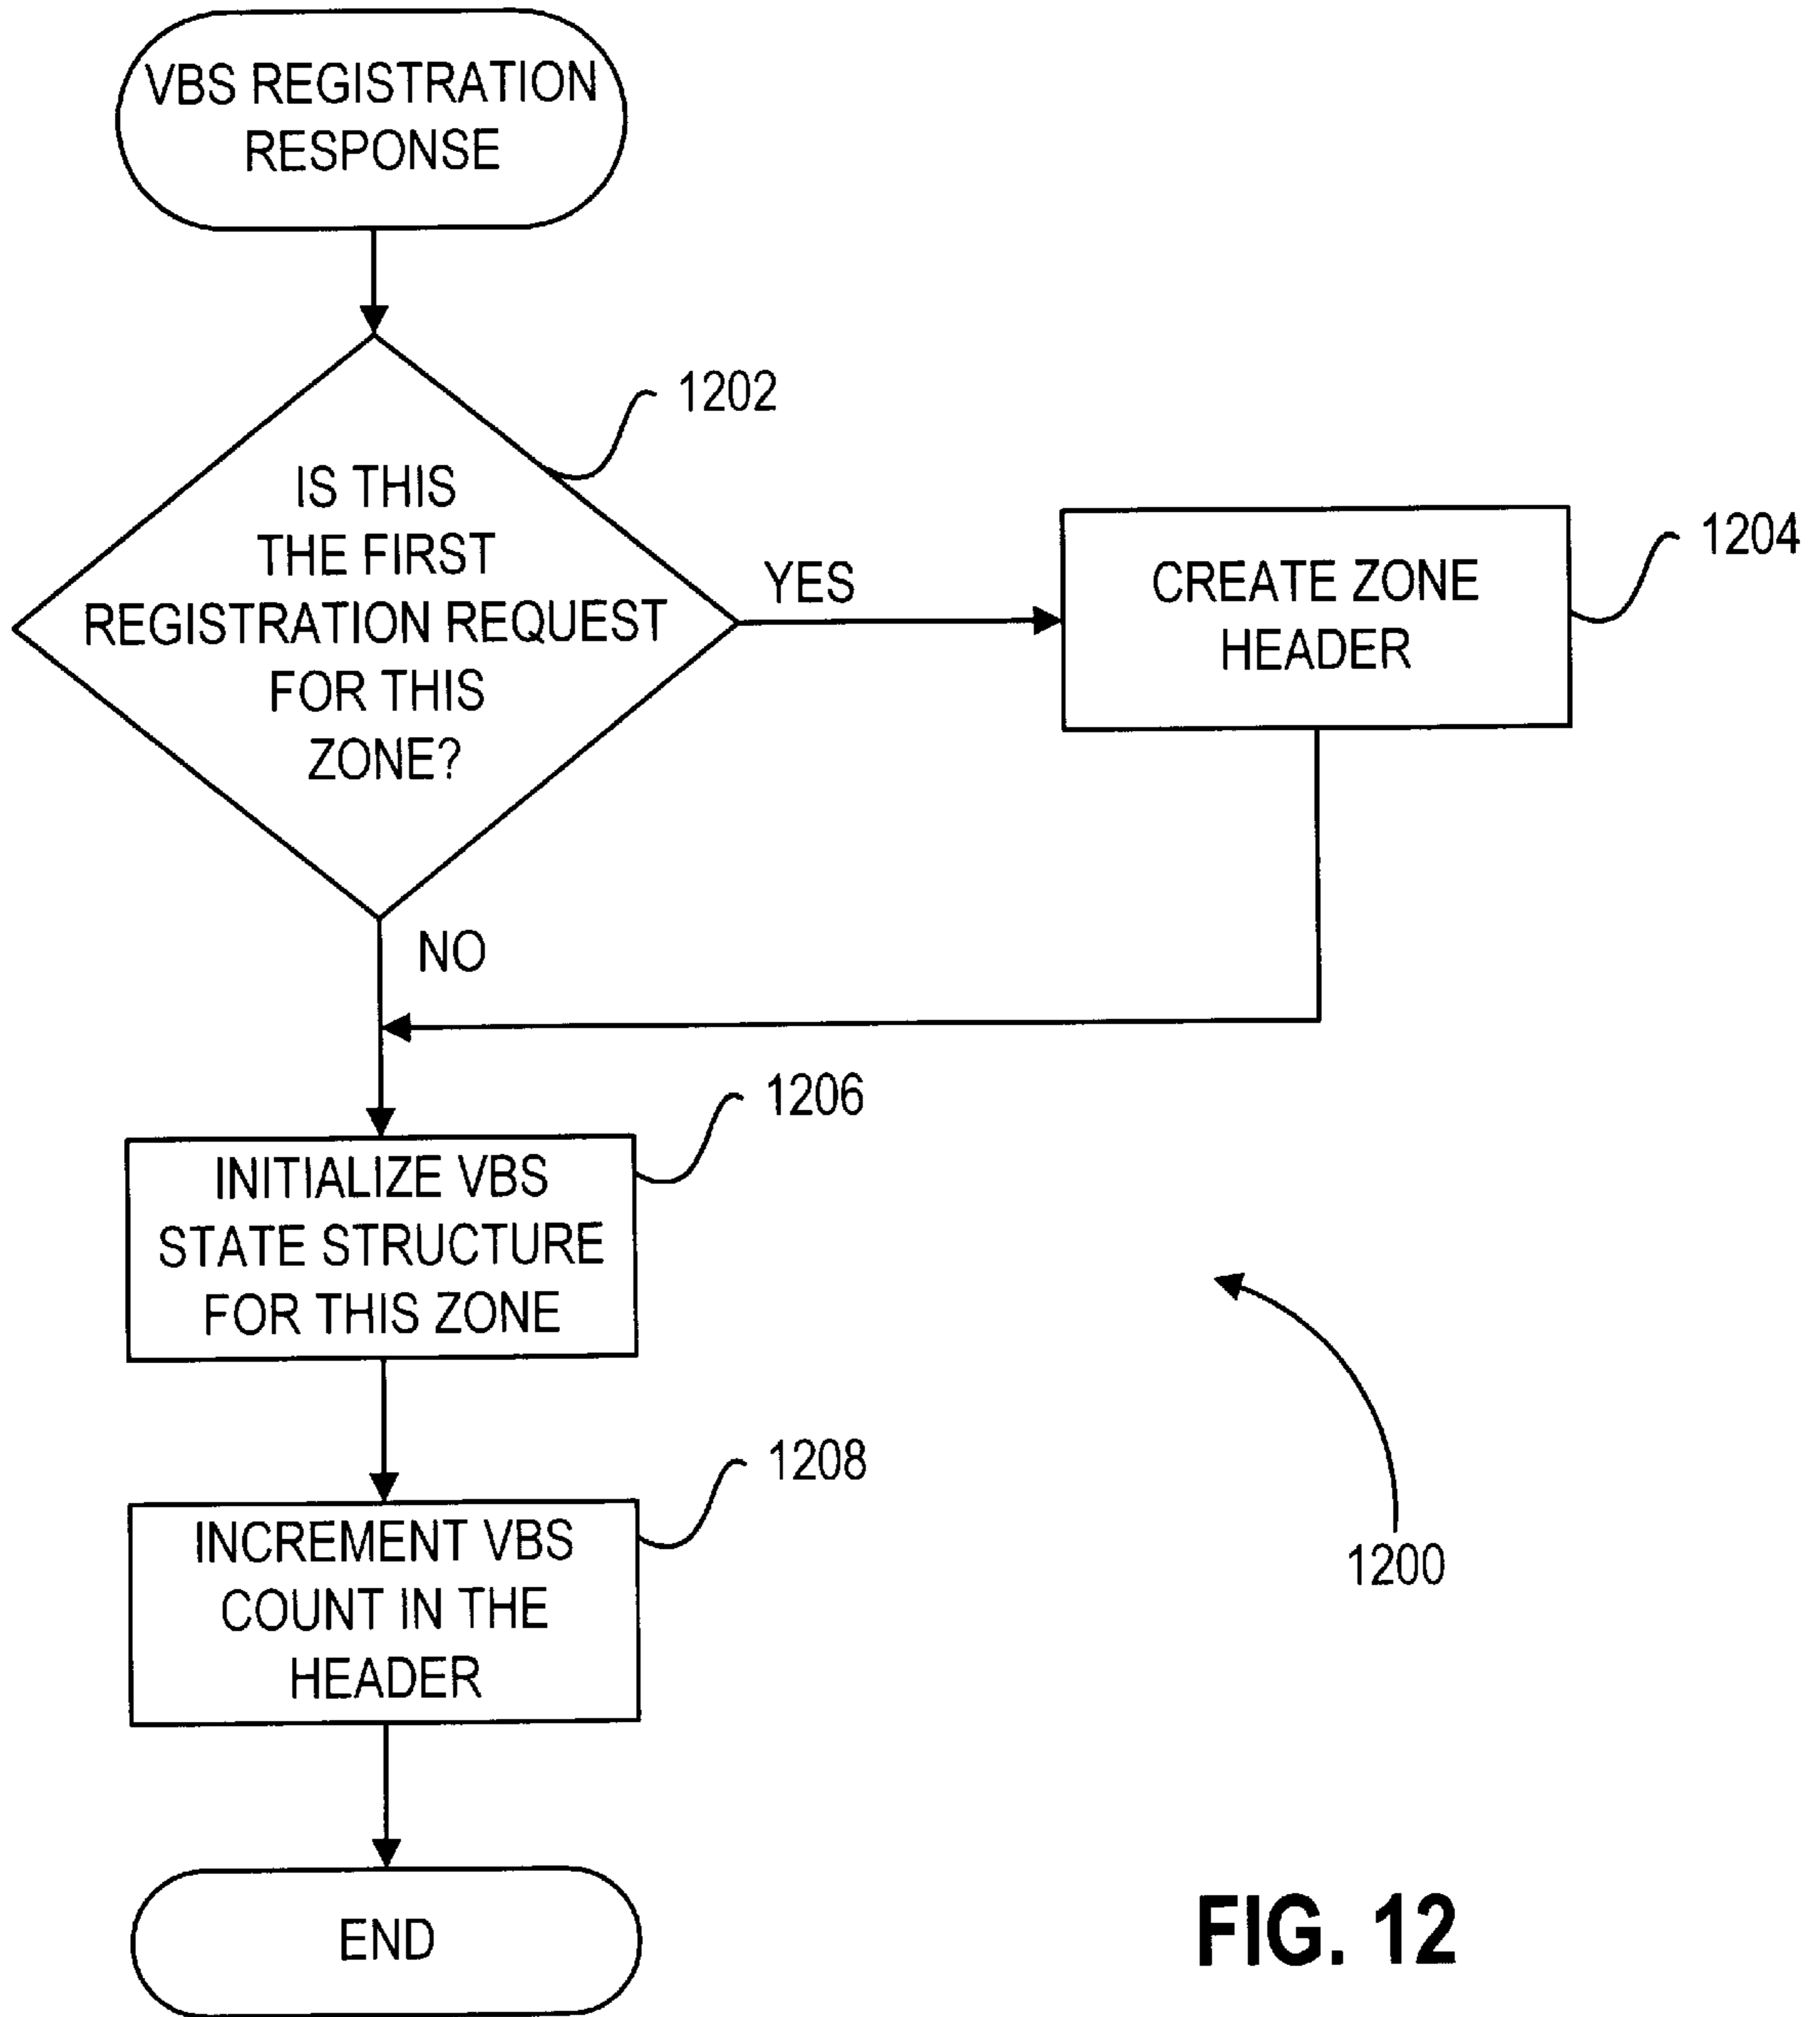 VBS REGISTRATION
RESPONSE
1202
IS THIS
THE FIRST
REGISTRATION REQUEST
FOR THIS
ZONE?
YES
CREATE ZONE
HEADER
1204
NO
1206
INITIALIZE VBS
STATE STRUCTURE
FOR THIS ZONE
1208
INCREMENT VBS
COUNT IN THE
HEADER
1200
END
FIG. 12